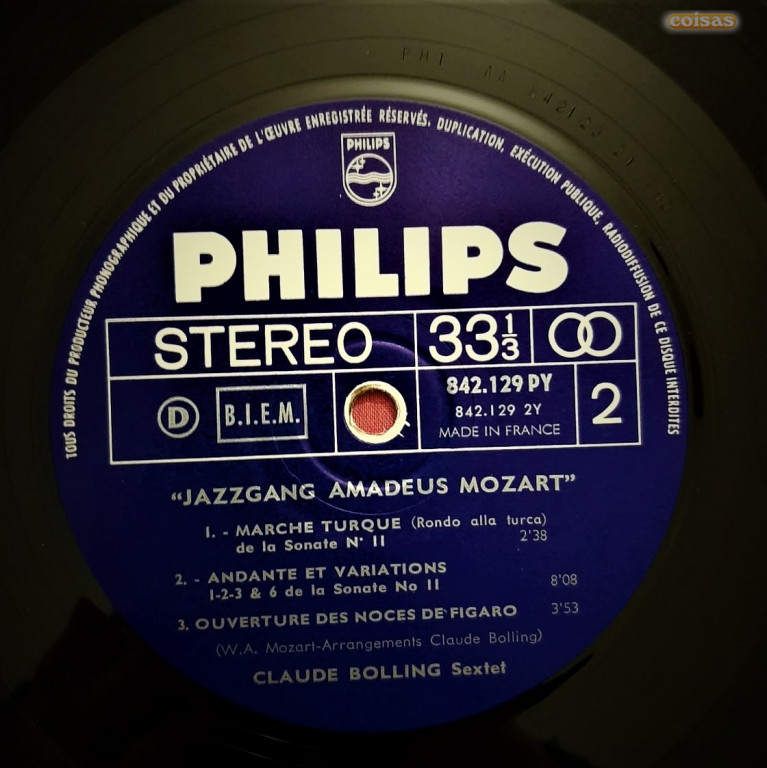 coisas
TOUS DROITS DU PRODUCTEUR PHONOGRAPHIQUE ET DU PROPRIÉTAIRE DE L'ŒUVRE ENREGISTRÉE RÉSERVÉS. DUPLICATION, EXÉCUTION PUBLIQUE, RADIODIFFUSION DE CE DISQUE INTERDITES
PHILIPS
PHILIPS
STEREO 33 1/3
D B.I.E.M. 842.129 PY 2
842.129 2Y
MADE IN FRANCE
“JAZZGANG AMADEUS MOZART”
1. - MARCHE TURQUE (Rondo alla turca)
de la Sonate N° 11 2'38
2. - ANDANTE ET VARIATIONS
1-2-3 & 6 de la Sonate No 11 8'08
3. OUVERTURE DES NOCES DE FIGARO 3'53
(W.A. Mozart-Arrangements Claude Bolling)
CLAUDE BOLLING Sextet